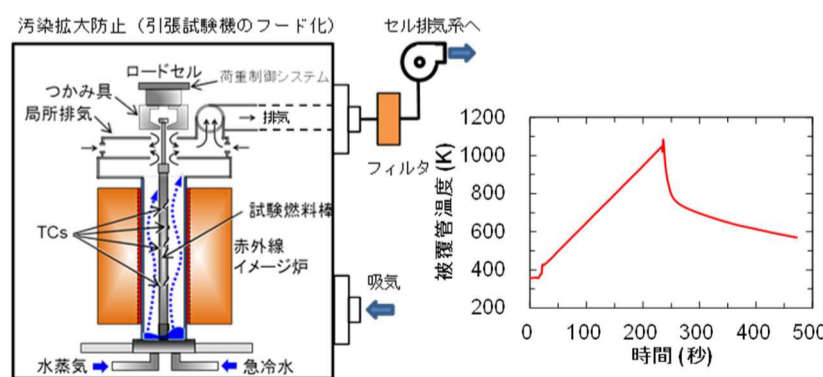 汚染拡大防止（引張試験機のフード化）
セル排気系へ
ロードセル
荷重制御システム
つかみ具
局所排気
排気
フィルタ
TCs
試験燃料棒
赤外線
イメージ炉
吸気
水蒸気
急冷水
被覆管温度 (K)
1200
1000
800
600
400
200
0 100 200 300 400 500
時間 (秒)